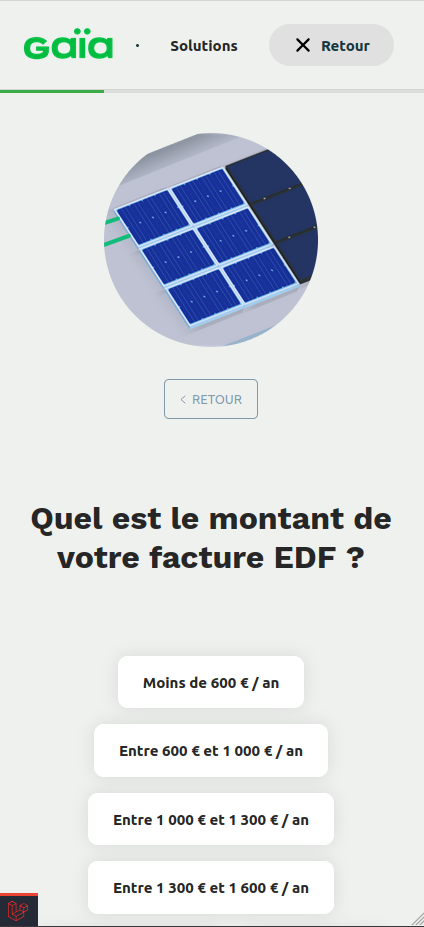 Gaïa
•
Solutions
Retour
RETOUR
Quel est le montant de
votre facture EDF ?
Moins de 600 € / an
Entre 600 € et 1 000 € / an
Entre 1 000 € et 1 300 € / an
Entre 1 300 € et 1 600 € / an